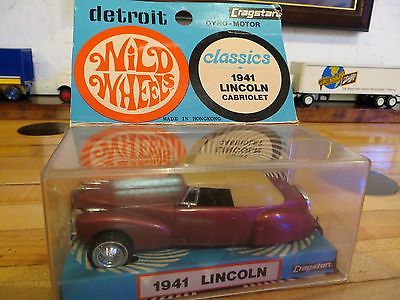 detroit
Cragstan
GYRO-MOTOR
WILD
WHEELS
classics
1941
LINCOLN
CABRIOLET
MADE IN HONGKONG
1941 LINCOLN
Cragstan